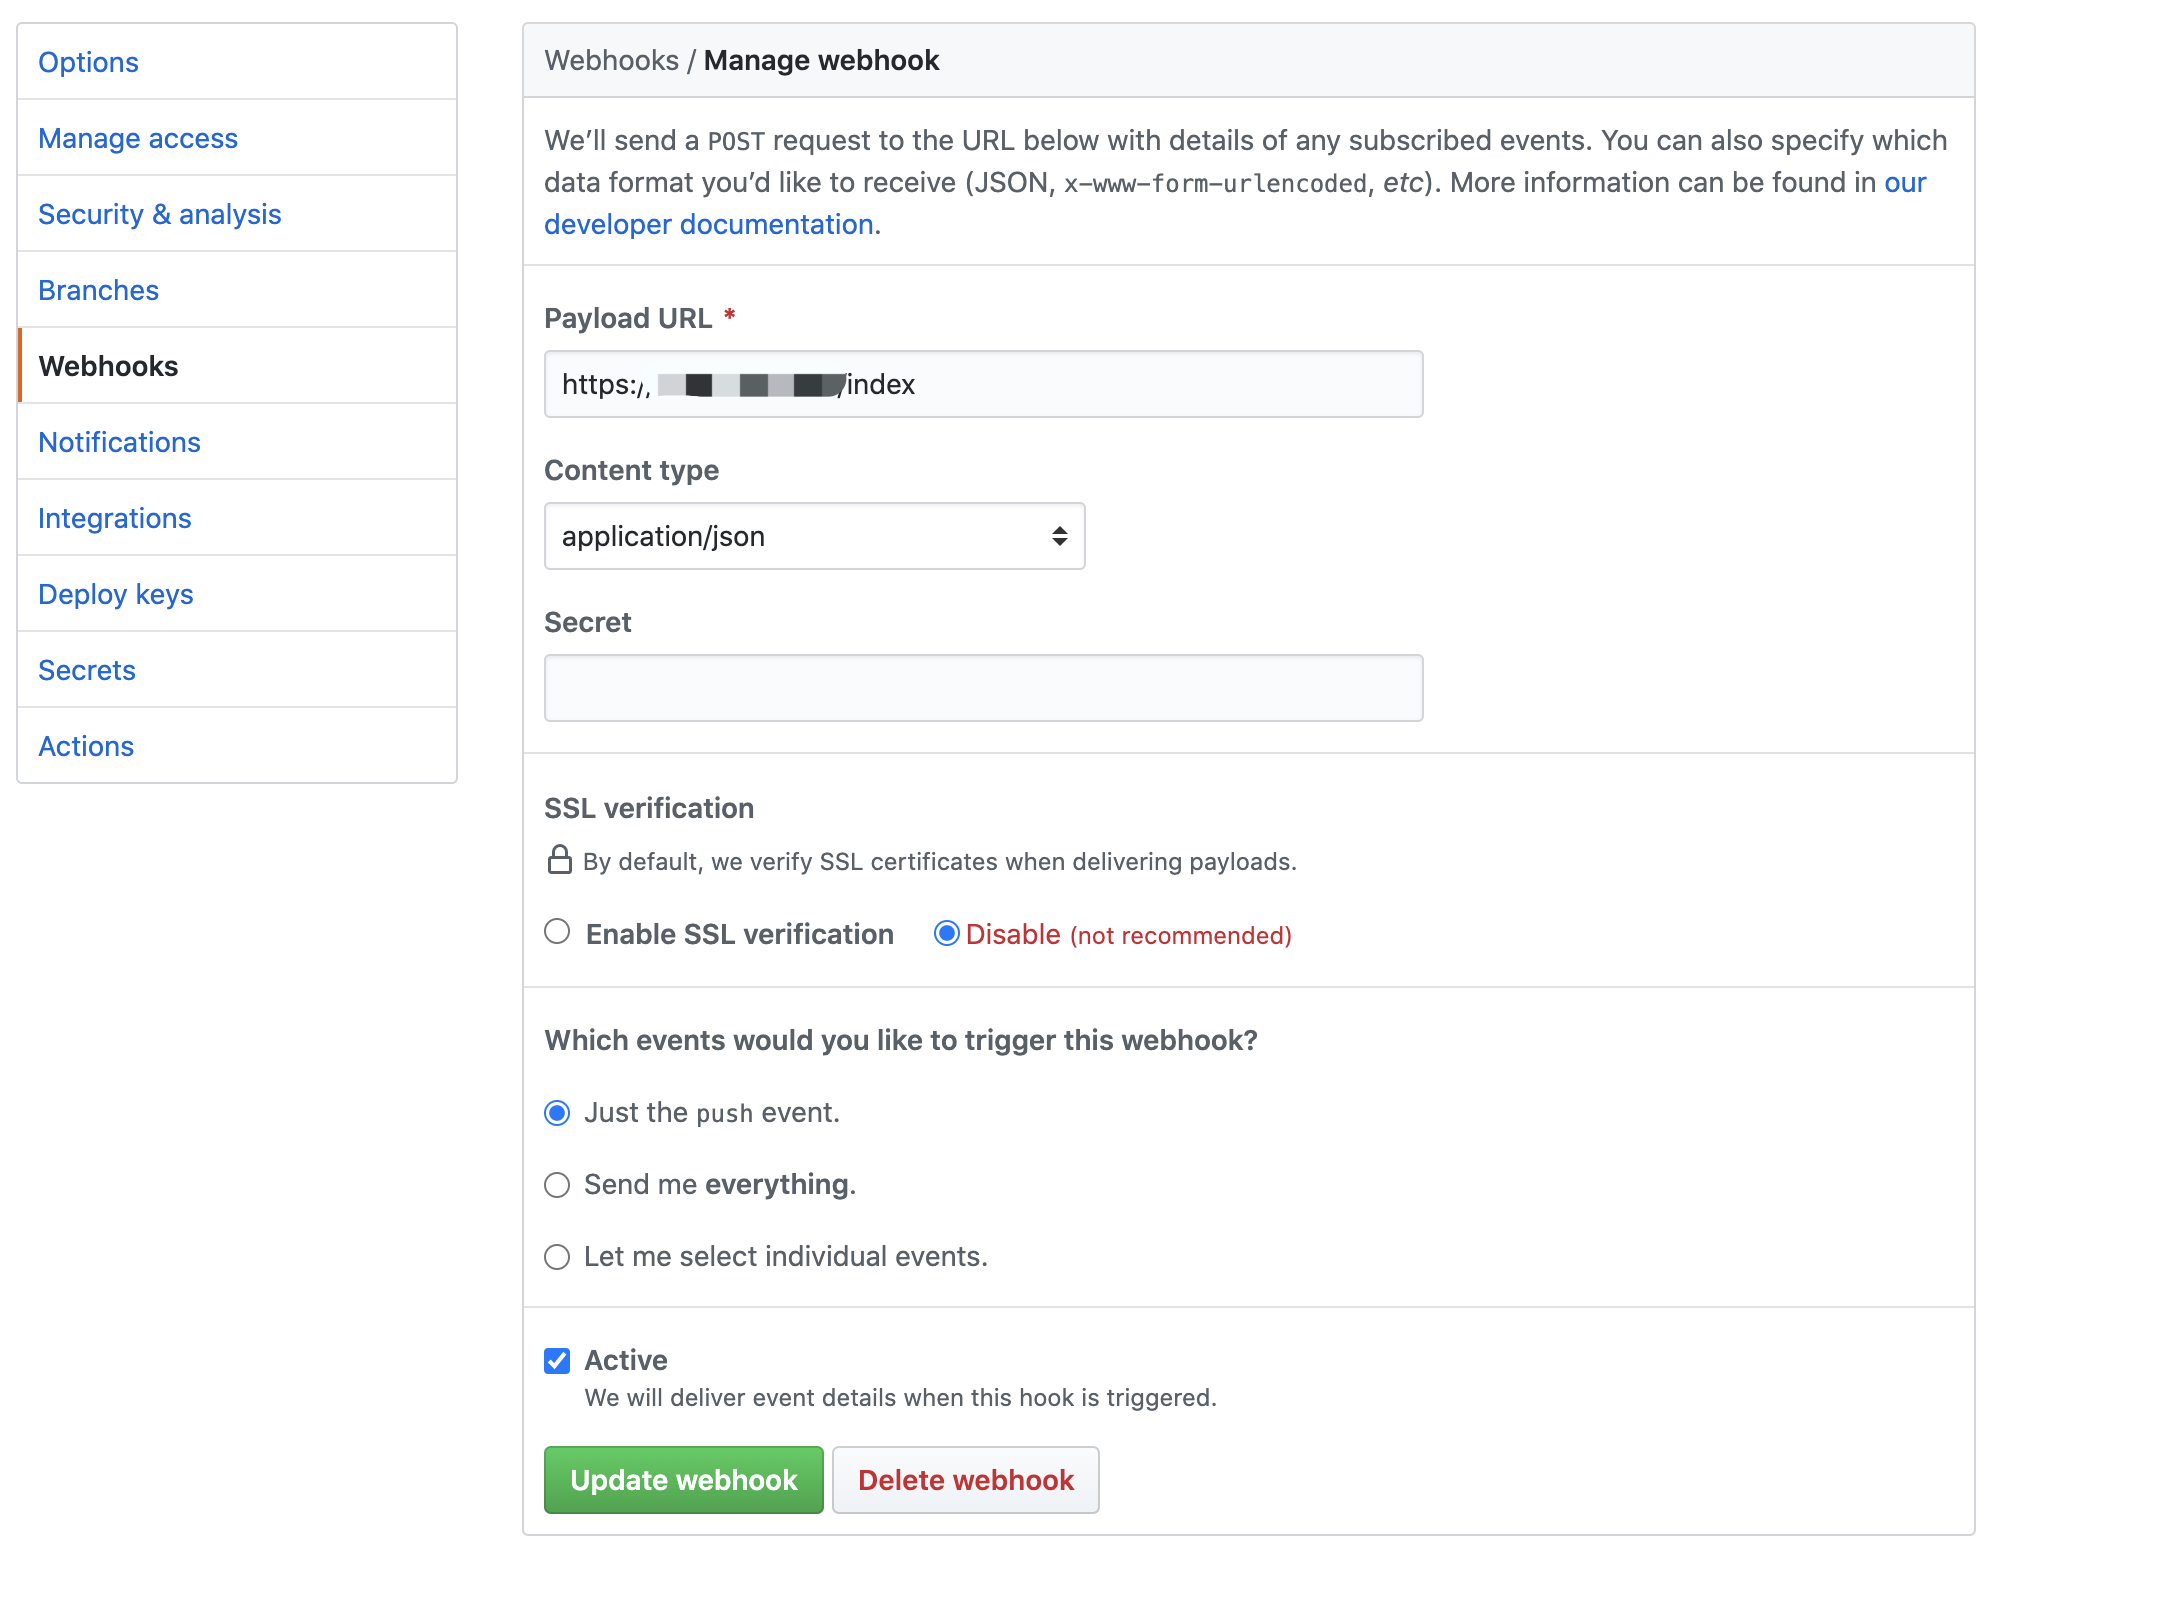 Options
Manage access
Security & analysis
Branches
Webhooks
Notifications
Integrations
Deploy keys
Secrets
Actions
Webhooks / Manage webhook
We’ll send a POST request to the URL below with details of any subscribed events. You can also specify which
data format you’d like to receive (JSON, x-www-form-urlencoded, etc). More information can be found in our
developer documentation.
Payload URL *
https:/ /index
Content type
application/json
Secret
SSL verification
By default, we verify SSL certificates when delivering payloads.
Enable SSL verification Disable (not recommended)
Which events would you like to trigger this webhook?
Just the push event.
Send me everything.
Let me select individual events.
Active
We will deliver event details when this hook is triggered.
Update webhook Delete webhook